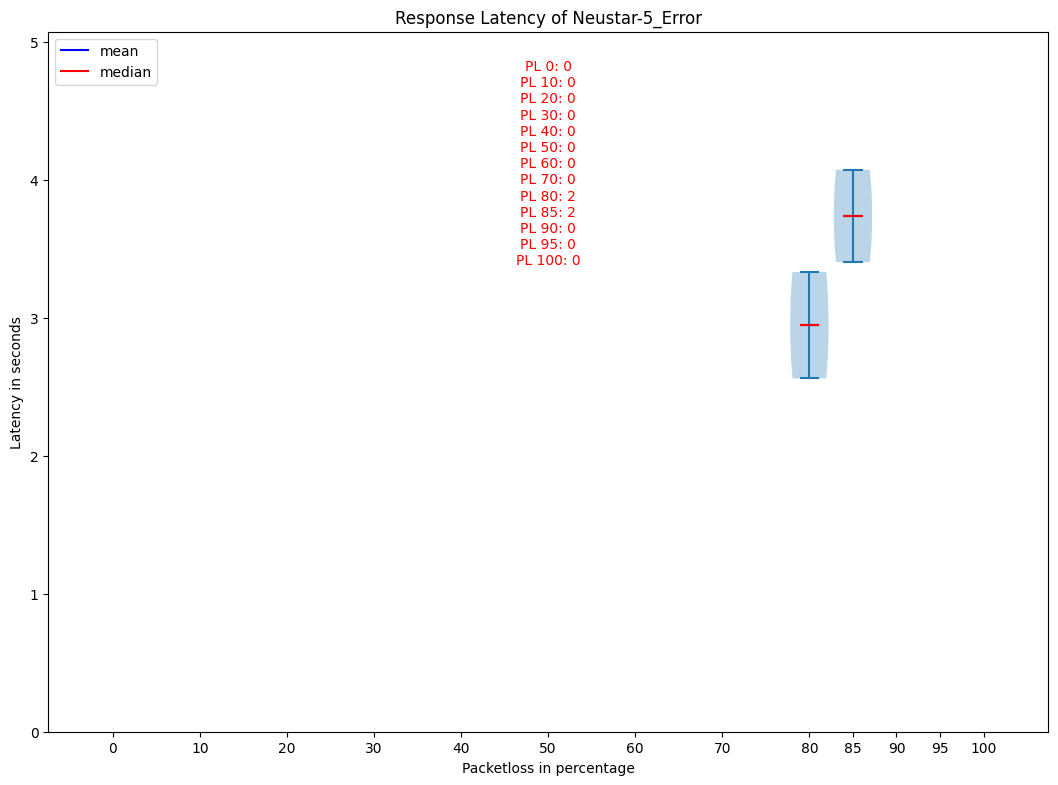 Response Latency of Neustar-5_Error
mean
median
PL 0: 0
PL 10: 0
PL 20: 0
PL 30: 0
PL 40: 0
PL 50: 0
PL 60: 0
PL 70: 0
PL 80: 2
PL 85: 2
PL 90: 0
PL 95: 0
PL 100: 0
Latency in seconds
5
4
3
2
1
0
0 10 20 30 40 50 60 70 80 85 90 95 100
Packetloss in percentage